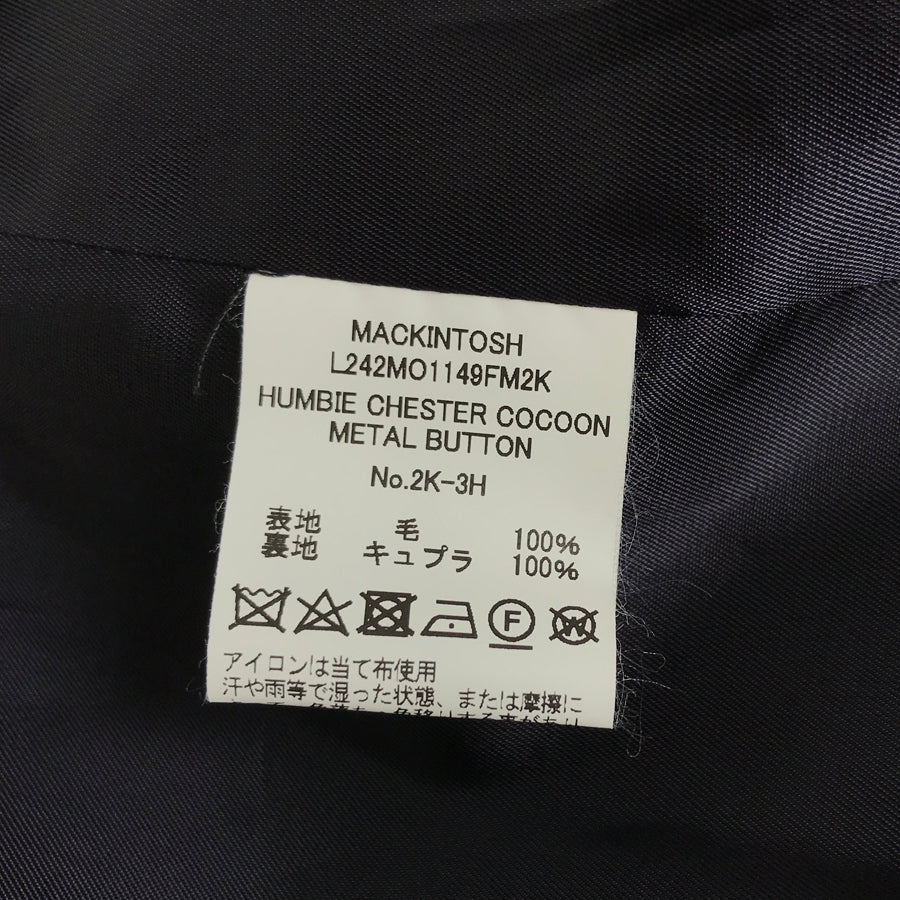 MACKINTOSH
L242MO1149FM2K
HUMBIE CHESTER COCOON
METAL BUTTON
No.2K-3H
表地 毛 100%
裏地 キュプラ 100%
F W
アイロンは当て布使用
汗や雨等で湿った状態、または摩擦に